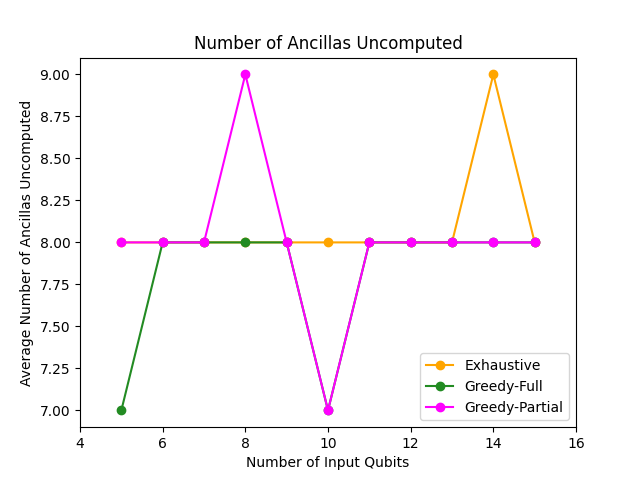 Number of Ancillas Uncomputed
Average Number of Ancillas Uncomputed
9.00
8.75
8.50
8.25
8.00
7.75
7.50
7.25
7.00
Exhaustive
Greedy-Full
Greedy-Partial
4 6 8 10 12 14 16
Number of Input Qubits